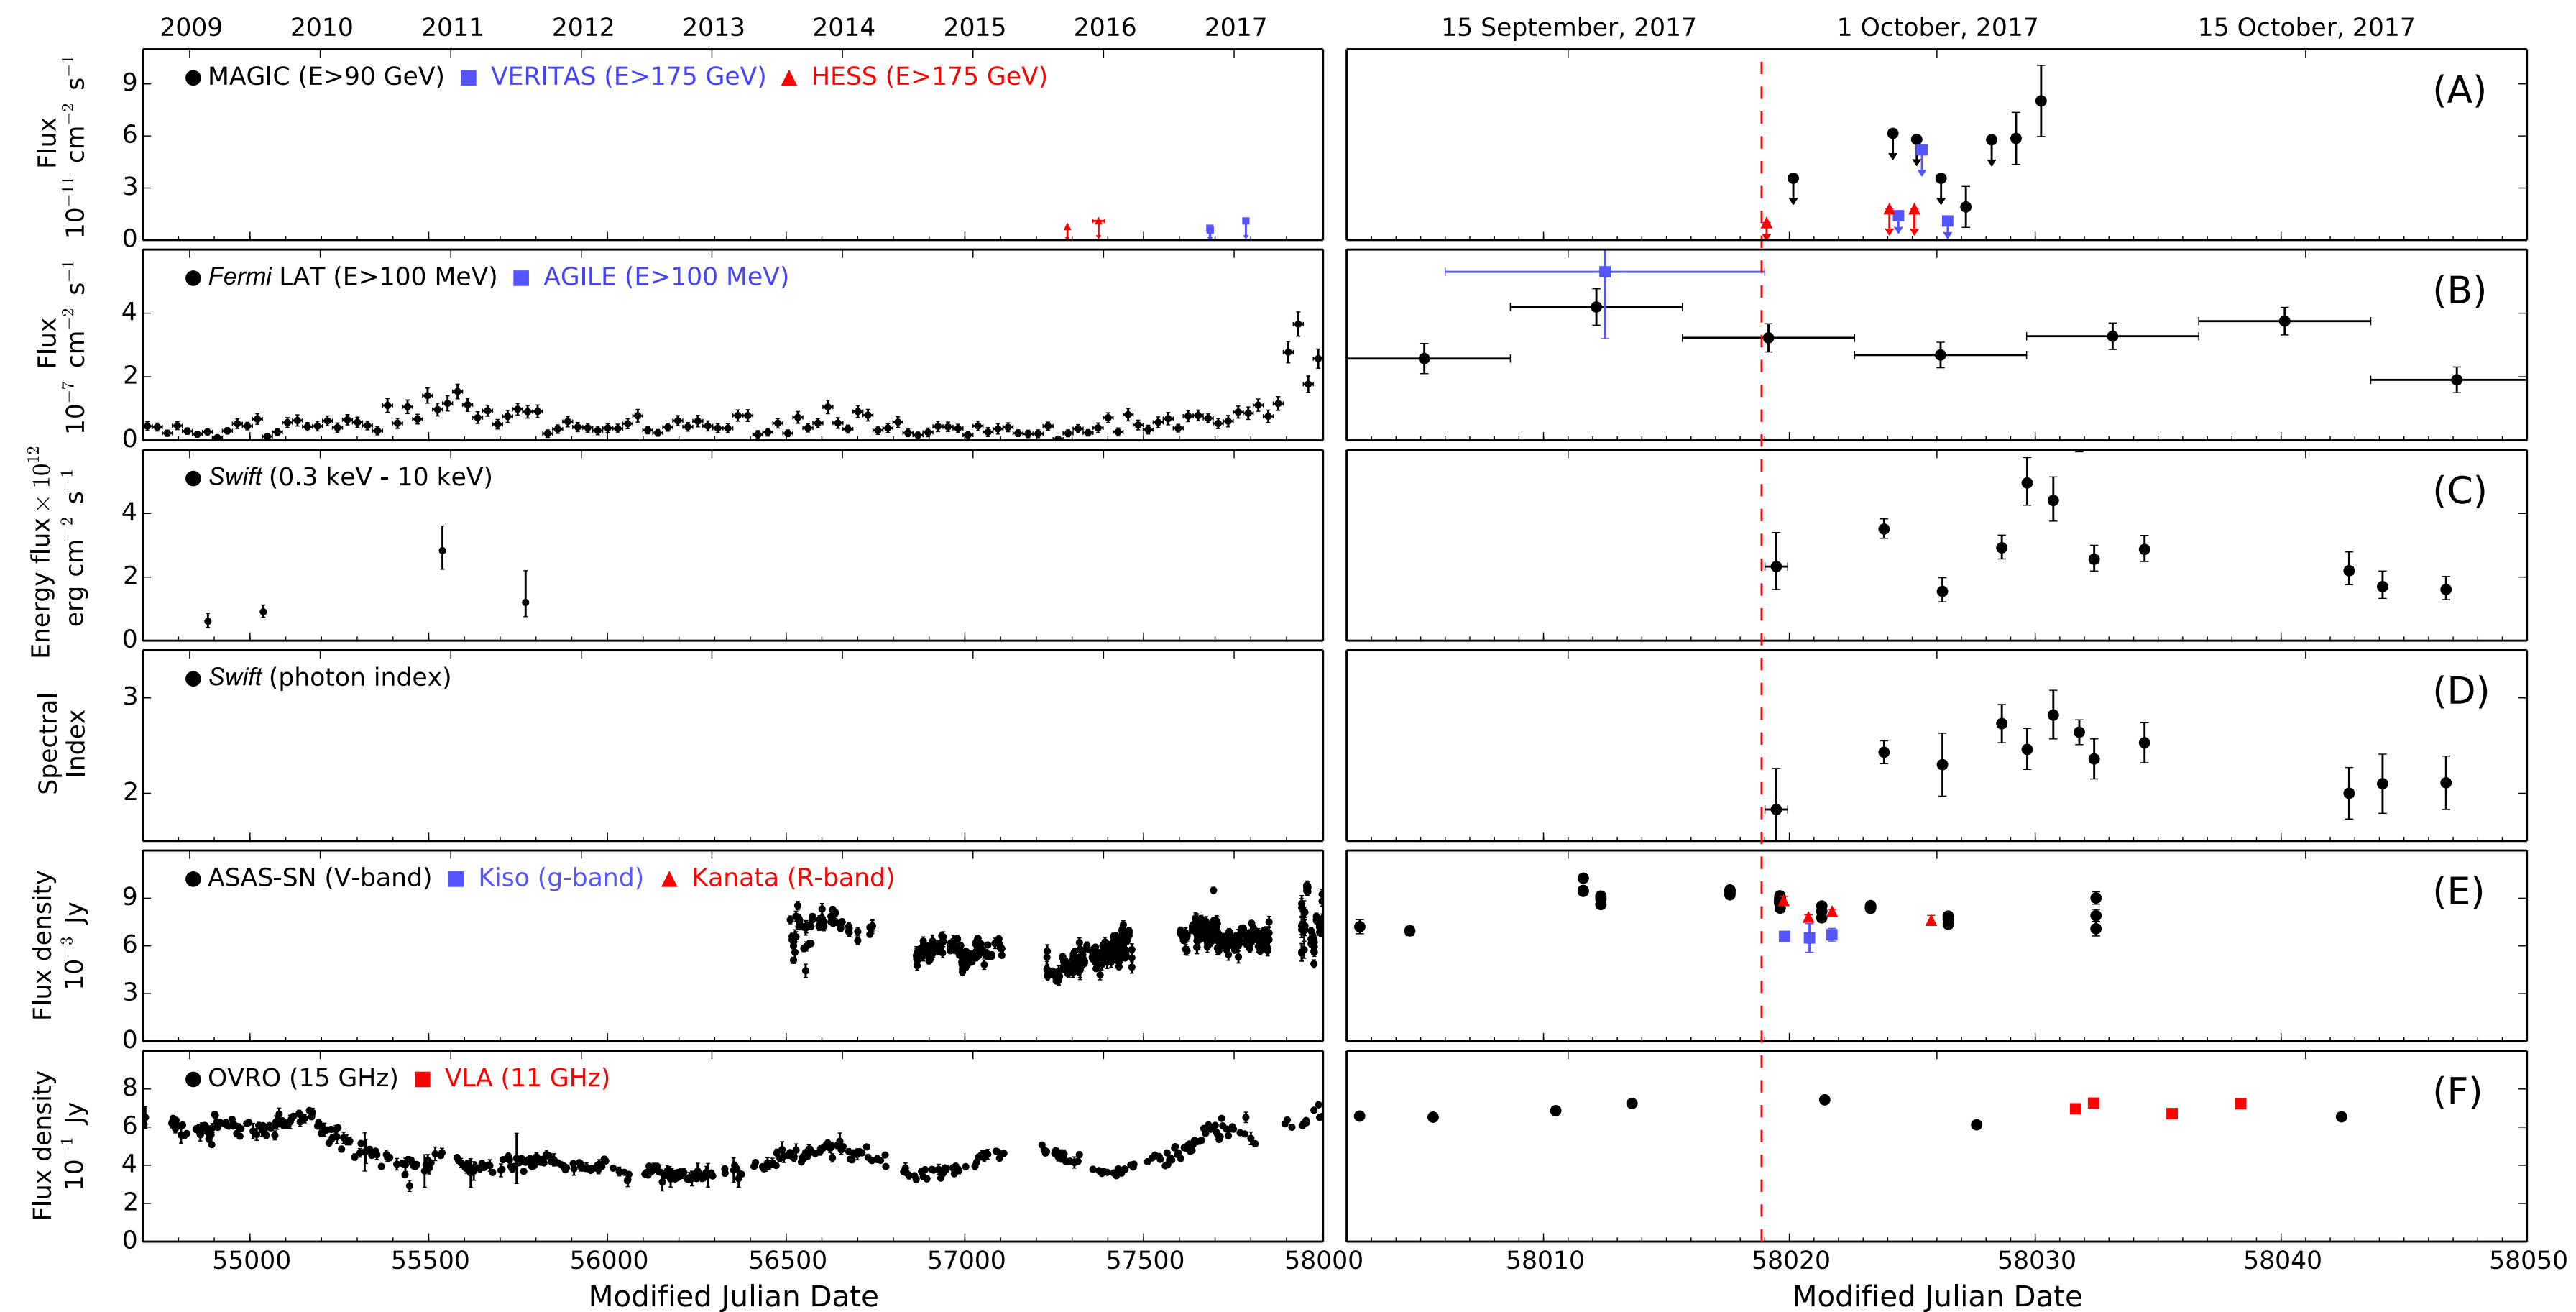 2009 2010 2011 2012 2013 2014 2015 2016 2017 15 September, 2017 1 October, 2017 15 October, 2017
Flux
10⁻¹¹ cm⁻² s⁻¹
9
6
3
0
MAGIC (E>90 GeV) VERITAS (E>175 GeV) HESS (E>175 GeV)
(A)
Flux
10⁻⁷ cm⁻² s⁻¹
4
2
0
Fermi LAT (E>100 MeV) AGILE (E>100 MeV)
(B)
Energy flux × 10¹²
erg cm⁻² s⁻¹
4
2
0
Swift (0.3 keV - 10 keV)
(C)
Spectral
Index
3
2
Swift (photon index)
(D)
Flux density
10⁻³ Jy
9
6
3
0
ASAS-SN (V-band) Kiso (g-band) Kanata (R-band)
(E)
Flux density
10⁻¹ Jy
8
6
4
2
0
OVRO (15 GHz) VLA (11 GHz)
(F)
55000 55500 56000 56500 57000 57500 58000 58010 58020 58030 58040 58050
Modified Julian Date Modified Julian Date